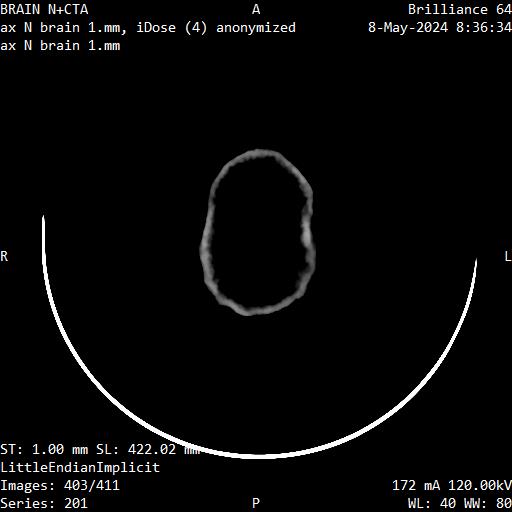 BRAIN N+CTA
ax N brain 1.mm, iDose (4) anonymized
ax N brain 1.mm
A
Brilliance 64
8-May-2024 8:36:34
R
L
ST: 1.00 mm SL: 422.02 mm
LittleEndianImplicit
Images: 403/411
Series: 201
P
172 mA 120.00kV
WL: 40 WW: 80